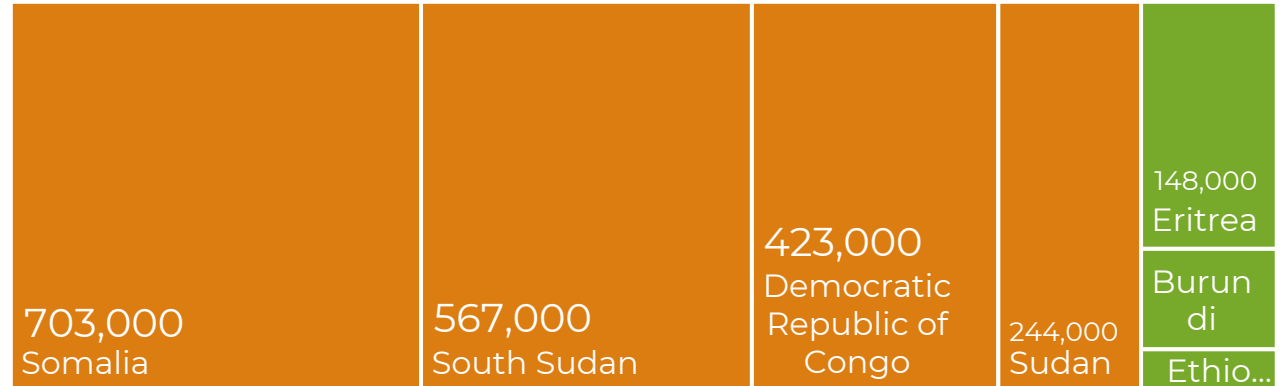 703,000
Somalia
567,000
South Sudan
423,000
Democratic
Republic of
Congo
244,000
Sudan
148,000
Eritrea
Burun
di
Ethio...